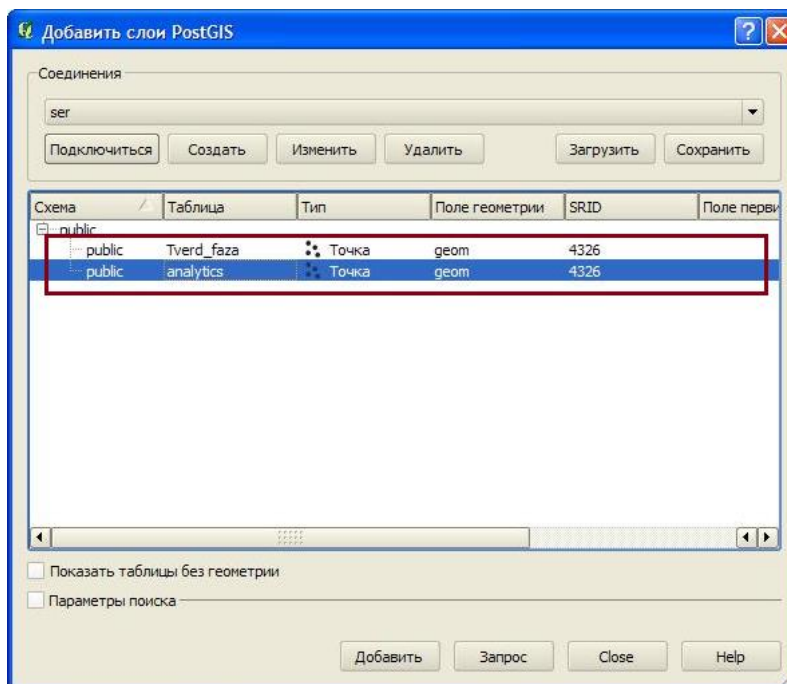 Добавить слои PostGIS
Соединения
ser
Подключиться Создать Изменить Удалить Загрузить Сохранить
Схема Таблица Тип Поле геометрии SRID Поле перви
public
public Tverd_faza Точка geom 4326
public analytics Точка geom 4326
Показать таблицы без геометрии
Параметры поиска
Добавить Запрос Close Help